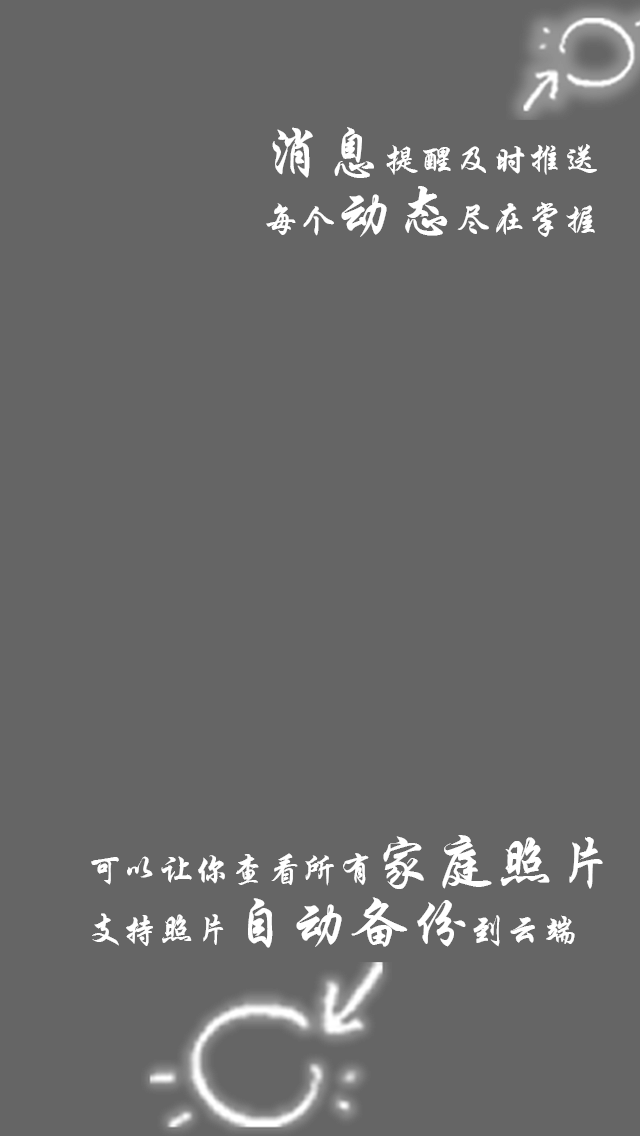 消息提醒及时推送
每个动态尽在掌握
可以让你查看所有家庭照片
支持照片自动备份到云端